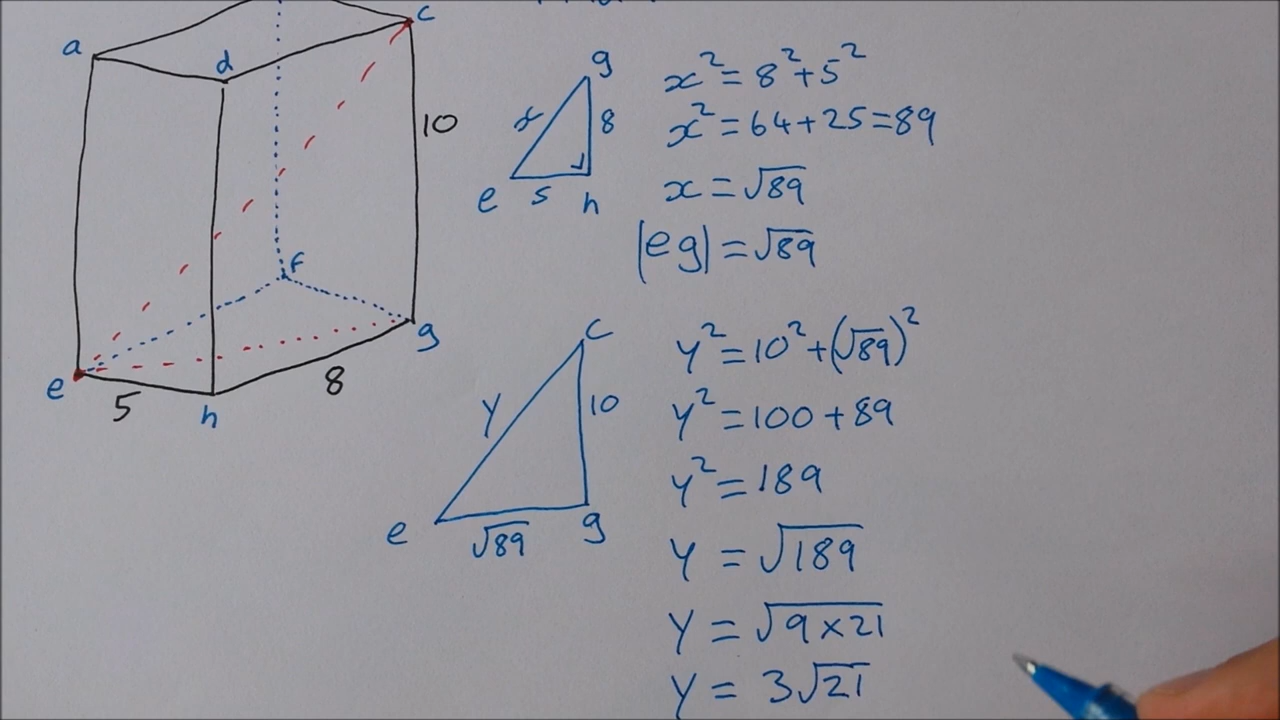 c
a
d
10
f
g
e
5
h
8
g
x
8
e
5
h
x² = 8² + 5²
x² = 64 + 25 = 89
x = √89
|eg| = √89
c
y
10
e
√89
g
y² = 10² + (√89)²
y² = 100 + 89
y² = 189
y = √189
y = √9 × 21
y = 3√21